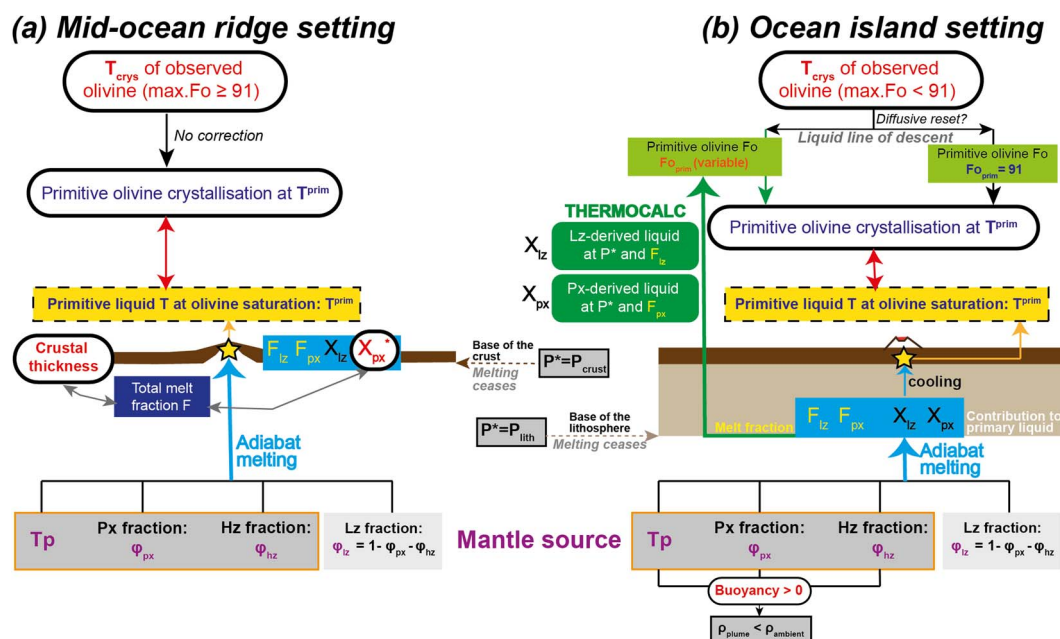 (a) Mid-ocean ridge setting
T_crys of observed
olivine (max.Fo ≥ 91)
No correction
Primitive olivine crystallisation at T^prim
Primitive liquid T at olivine saturation: T^prim
Crustal
thickness
F_lz F_px X_lz X_px*
Total melt
fraction F
Base of the
crust
Melting ceases
P*=P_crust
Adiabat
melting
Tp
Px fraction:
φ_px
Hz fraction:
φ_hz
Lz fraction:
φ_lz = 1- φ_px - φ_hz
Mantle source
(b) Ocean island setting
T_crys of observed
olivine (max.Fo < 91)
Diffusive reset?
Liquid line of descent
Primitive olivine Fo
Fo_prim (variable)
Primitive olivine Fo
Fo_prim = 91
THERMOCALC
X_lz
Lz-derived liquid
at P* and F_lz
X_px
Px-derived liquid
at P* and F_px
Primitive olivine crystallisation at T^prim
Primitive liquid T at olivine saturation: T^prim
cooling
P*=P_lith
Base of the
lithosphere
Melting ceases
Melt fraction
F_lz F_px X_lz X_px
Contribution to
primary liquid
Adiabat
melting
Tp
Px fraction:
φ_px
Hz fraction:
φ_hz
Lz fraction:
φ_lz = 1- φ_px - φ_hz
Buoyancy > 0
ρ_plume < ρ_ambient